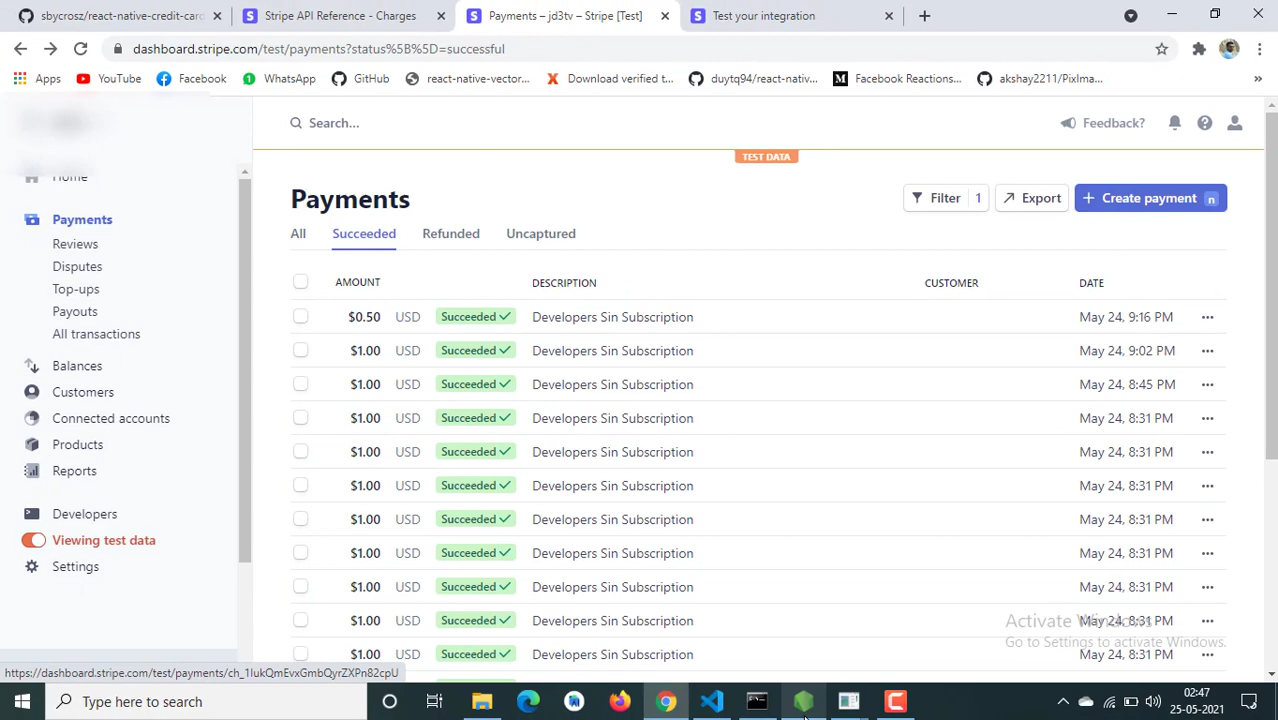 sbycrosz/react-native-credit-card
Stripe API Reference - Charges
Payments – jd3tv – Stripe [Test]
Test your integration
dashboard.stripe.com/test/payments?status%5B%5D=successful
Apps
YouTube
Facebook
WhatsApp
GitHub
react-native-vector...
Download verified t...
duytq94/react-nativ...
Facebook Reactions...
akshay2211/PixIma...
»
Search...
Feedback?
TEST DATA
Home
Payments
Reviews
Disputes
Top-ups
Payouts
All transactions
Balances
Customers
Connected accounts
Products
Reports
Developers
Viewing test data
Settings
Payments
Filter 1
Export
+ Create payment n
All Succeeded Refunded Uncaptured
AMOUNT DESCRIPTION CUSTOMER DATE
$0.50 USD Succeeded Developers Sin Subscription May 24, 9:16 PM
$1.00 USD Succeeded Developers Sin Subscription May 24, 9:02 PM
$1.00 USD Succeeded Developers Sin Subscription May 24, 8:45 PM
$1.00 USD Succeeded Developers Sin Subscription May 24, 8:31 PM
$1.00 USD Succeeded Developers Sin Subscription May 24, 8:31 PM
$1.00 USD Succeeded Developers Sin Subscription May 24, 8:31 PM
$1.00 USD Succeeded Developers Sin Subscription May 24, 8:31 PM
$1.00 USD Succeeded Developers Sin Subscription May 24, 8:31 PM
$1.00 USD Succeeded Developers Sin Subscription May 24, 8:31 PM
$1.00 USD Succeeded Developers Sin Subscription May 24, 8:31 PM
$1.00 USD Succeeded Developers Sin Subscription May 24, 8:31 PM
Activate Windows
Go to Settings to activate Windows.
https://dashboard.stripe.com/test/payments/ch_1IukQmEvxGmbQyrZXPn82cpU
Type here to search
02:47
25-05-2021